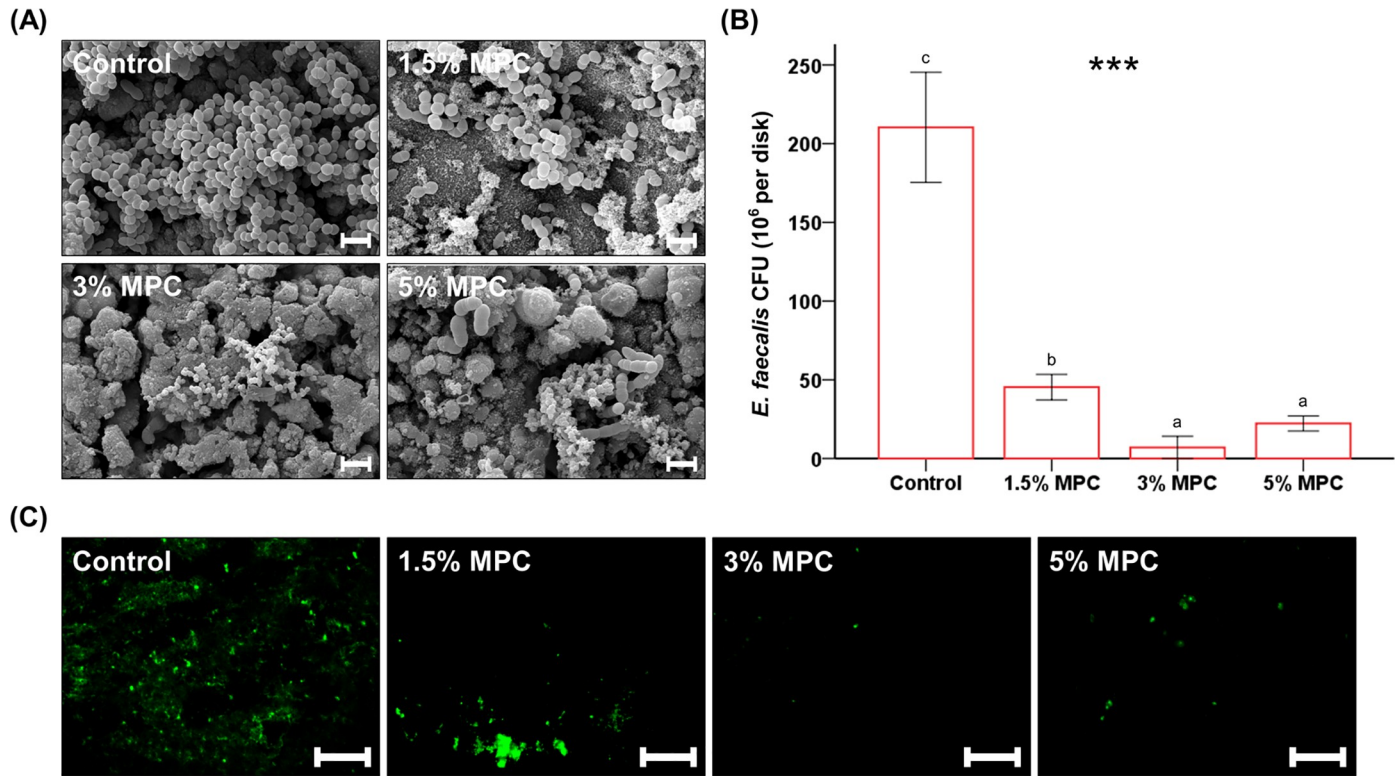 (A)
Control
1.5% MPC
3% MPC
5% MPC
(B)
E. faecalis CFU (10⁶ per disk)
250
200
150
100
50
0
c
***
b
a
a
Control
1.5% MPC
3% MPC
5% MPC
(C)
Control
1.5% MPC
3% MPC
5% MPC